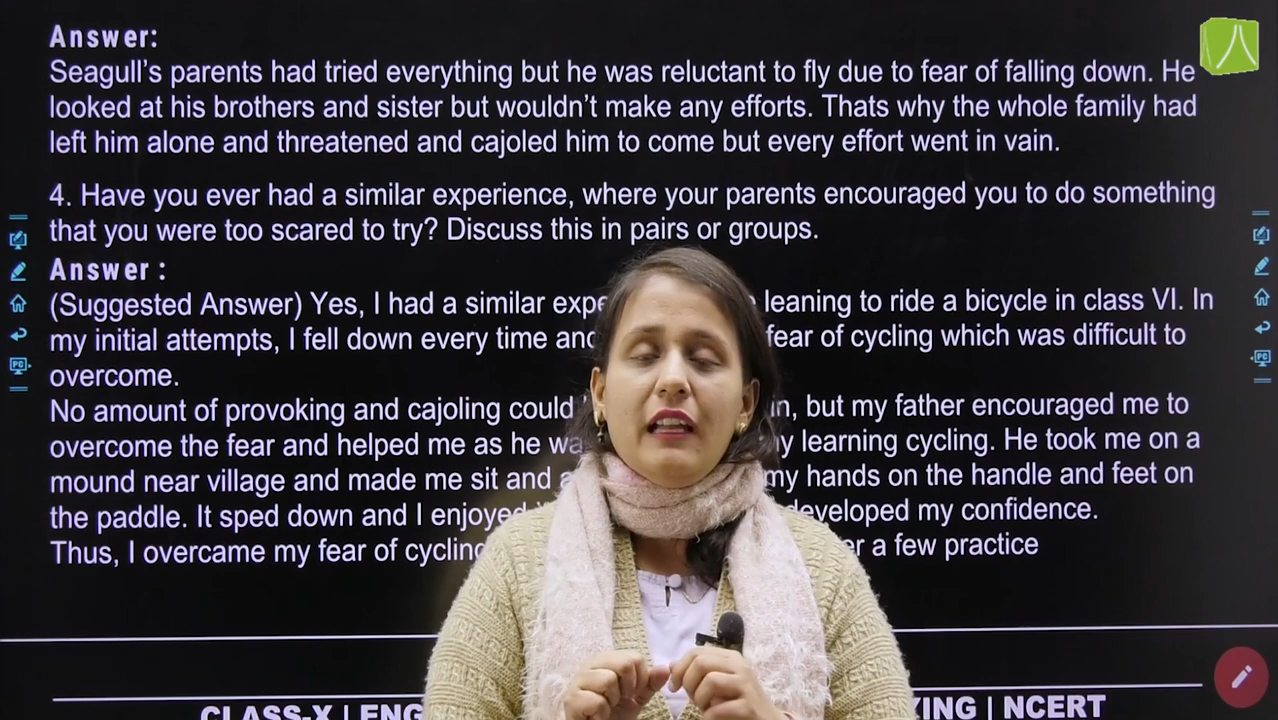 Answer:
Seagull's parents had tried everything but he was reluctant to fly due to fear of falling down. He
looked at his brothers and sister but wouldn't make any efforts. Thats why the whole family had
left him alone and threatened and cajoled him to come but every effort went in vain.
4. Have you ever had a similar experience, where your parents encouraged you to do something
that you were too scared to try? Discuss this in pairs or groups.
Answer :
(Suggested Answer) Yes, I had a similar leaning to ride a bicycle in class VI. In
my initial attempts, I fell down every time fear of cycling which was difficult to
overcome.
No amount of provoking and cajoling could but my father encouraged me to
overcome the fear and helped me as he learning cycling. He took me on a
mound near village and made me sit and my hands on the handle and feet on
the paddle. It sped down and I enjoyed developed my confidence.
Thus, I overcame my fear of a few practice
CLASS-X | | NCERT
PC
PC